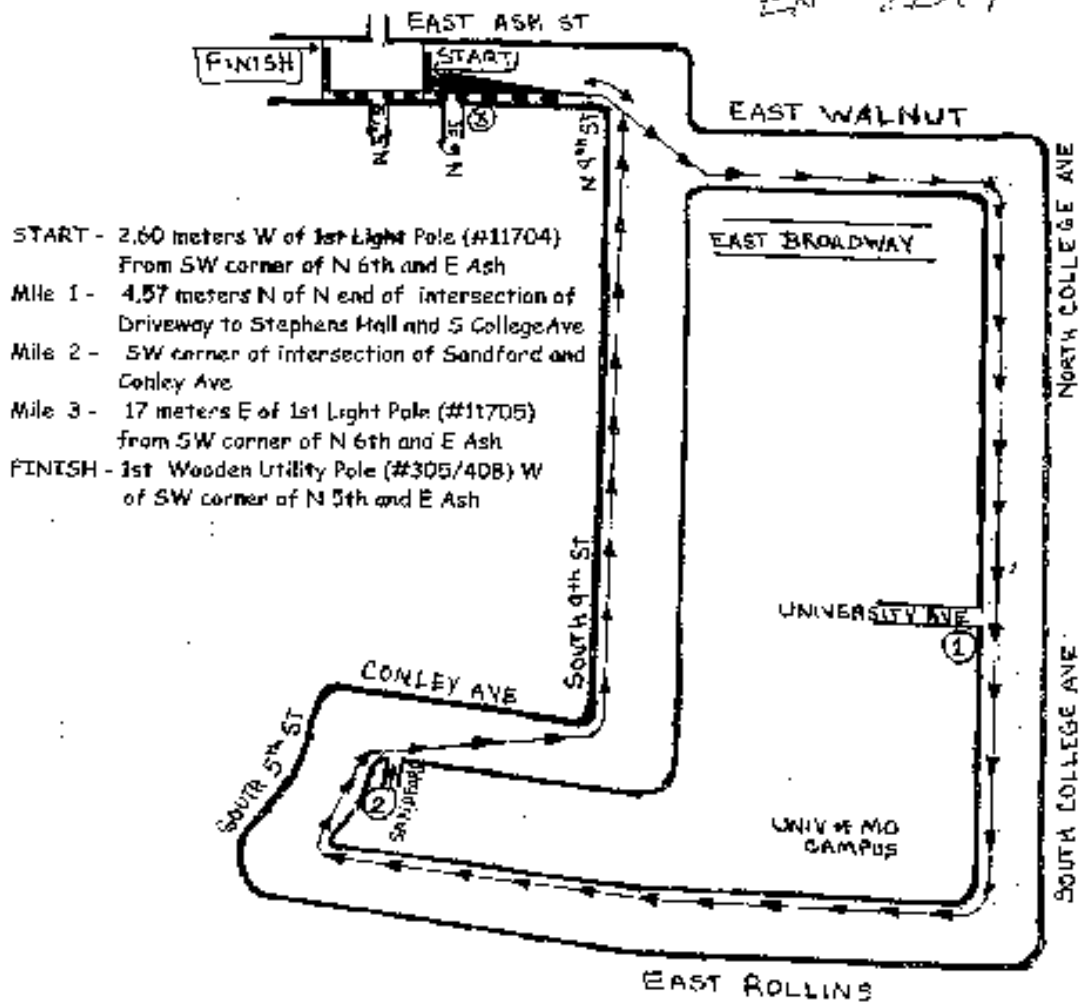 EAST ASH ST
FINISH
START
EAST WALNUT
N 5th
N 6 St
3
N 9th ST
NORTH COLLEGE AVE
EAST BROADWAY
START - 2.60 meters W of 1st Light Pole (#11704)
From SW corner of N 6th and E Ash
Mile 1 - 4.57 meters N of N end of intersection of
Driveway to Stephens Hall and S College Ave
Mile 2 - SW corner of intersection of Sandford and
Conley Ave
Mile 3 - 17 meters E of 1st Light Pole (#11705)
from SW corner of N 6th and E Ash
FINISH - 1st Wooden Utility Pole (#305/408) W
of SW corner of N 5th and E Ash
SOUTH 9th ST
UNIVERSITY AVE
1
CONLEY AVE
SOUTH 5TH ST
SOUTH COLLEGE AVE
2
SANDFORD
UNIV of MO
CAMPUS
EAST ROLLINS